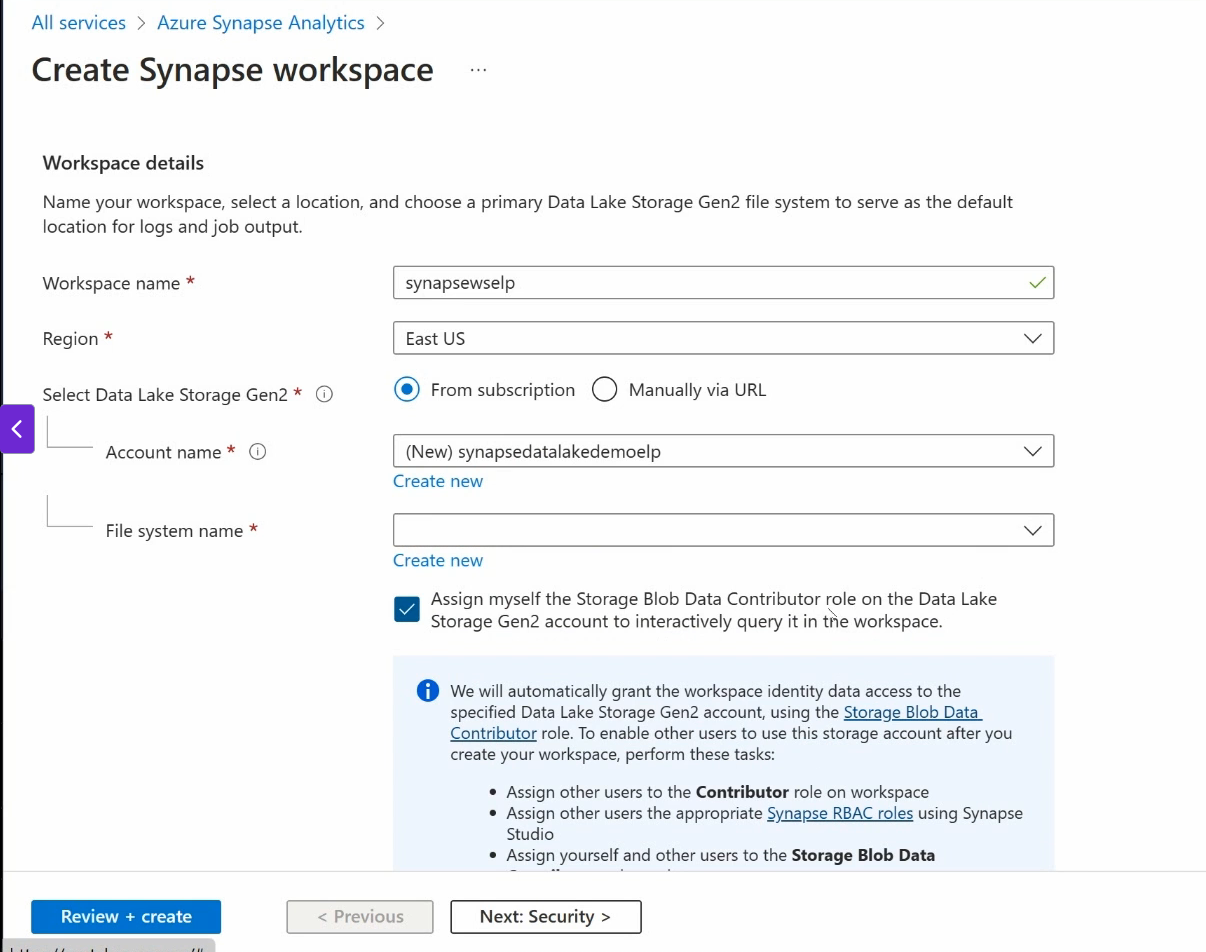 All services > Azure Synapse Analytics >
Create Synapse workspace ...
Workspace details
Name your workspace, select a location, and choose a primary Data Lake Storage Gen2 file system to serve as the default
location for logs and job output.
Workspace name *
synapsewselp
Region *
East US
Select Data Lake Storage Gen2 *
From subscription
Manually via URL
Account name *
(New) synapsedatalakedemoelp
Create new
File system name *
Create new
Assign myself the Storage Blob Data Contributor role on the Data Lake
Storage Gen2 account to interactively query it in the workspace.
We will automatically grant the workspace identity data access to the
specified Data Lake Storage Gen2 account, using the Storage Blob Data
Contributor role. To enable other users to use this storage account after you
create your workspace, perform these tasks:
• Assign other users to the Contributor role on workspace
• Assign other users the appropriate Synapse RBAC roles using Synapse
Studio
• Assign yourself and other users to the Storage Blob Data
Review + create
< Previous
Next: Security >